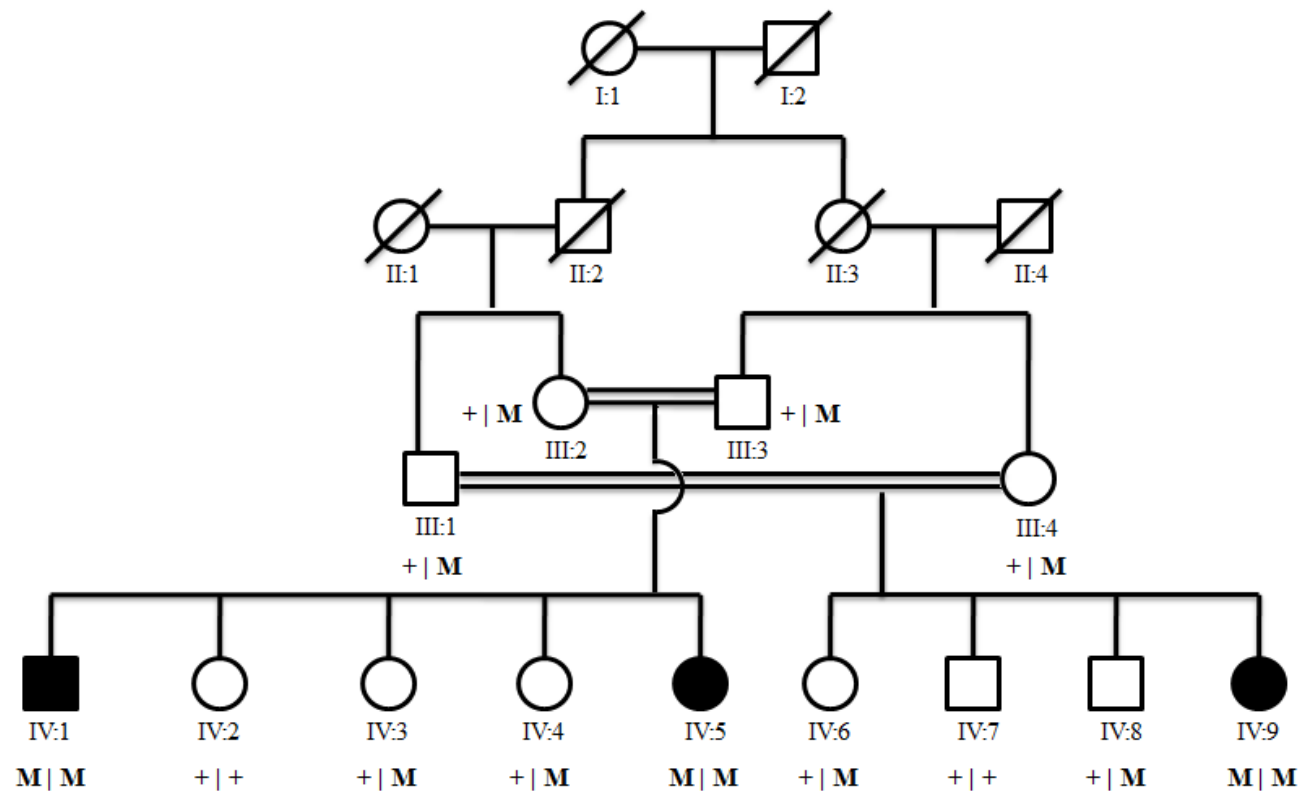 I:1 I:2
II:1 II:2 II:3 II:4
+ | M + | M
III:2 III:3
III:1 III:4
+ | M + | M
IV:1 IV:2 IV:3 IV:4 IV:5 IV:6 IV:7 IV:8 IV:9
M | M + | + + | M + | M M | M + | M + | + + | M M | M